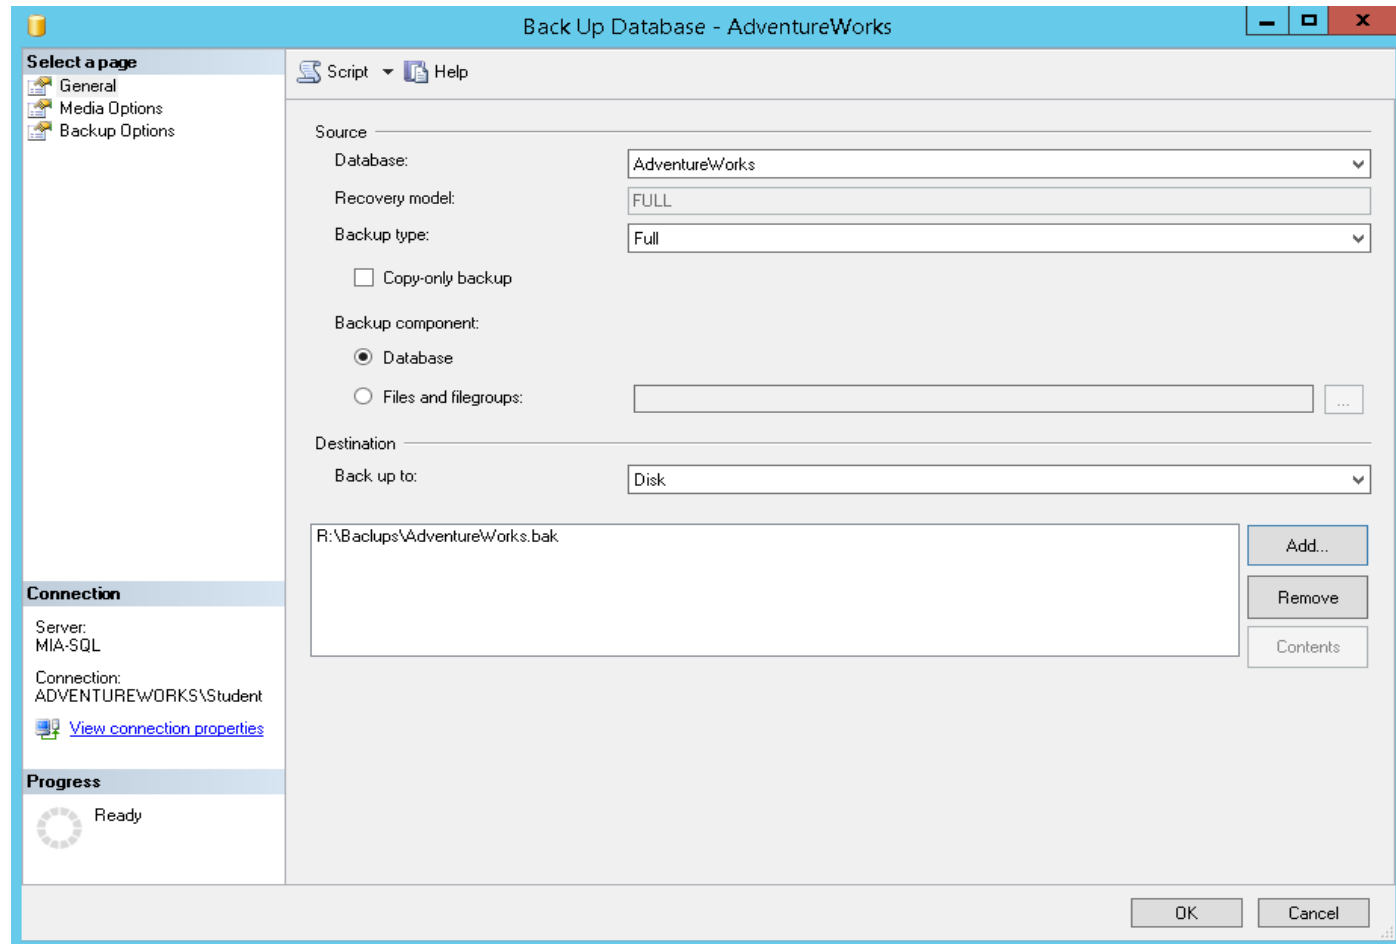 Back Up Database - AdventureWorks
Select a page
General
Media Options
Backup Options
Script
Help
Source
Database:
AdventureWorks
Recovery model:
FULL
Backup type:
Full
Copy-only backup
Backup component:
Database
Files and filegroups:
...
Destination
Back up to:
Disk
R:\Baclups\AdventureWorks.bak
Add...
Remove
Contents
Connection
Server:
MIA-SQL
Connection:
ADVENTUREWORKS\Student
View connection properties
Progress
Ready
OK
Cancel